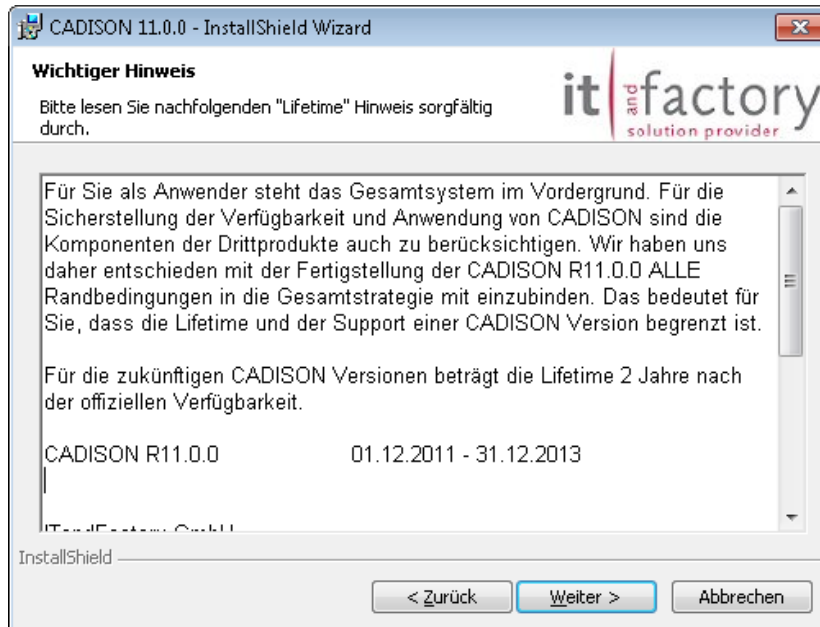 CADISON 11.0.0 - InstallShield Wizard
Wichtiger Hinweis
Bitte lesen Sie nachfolgenden "Lifetime" Hinweis sorgfältig
durch.
it and factory
solution provider
Für Sie als Anwender steht das Gesamtsystem im Vordergrund. Für die
Sicherstellung der Verfügbarkeit und Anwendung von CADISON sind die
Komponenten der Drittprodukte auch zu berücksichtigen. Wir haben uns
daher entschieden mit der Fertigstellung der CADISON R11.0.0 ALLE
Randbedingungen in die Gesamtstrategie mit einzubinden. Das bedeutet für
Sie, dass die Lifetime und der Support einer CADISON Version begrenzt ist.
Für die zukünftigen CADISON Versionen beträgt die Lifetime 2 Jahre nach
der offiziellen Verfügbarkeit.
CADISON R11.0.0 01.12.2011 - 31.12.2013
ITandFactory GmbH
InstallShield
< Zurück
Weiter >
Abbrechen